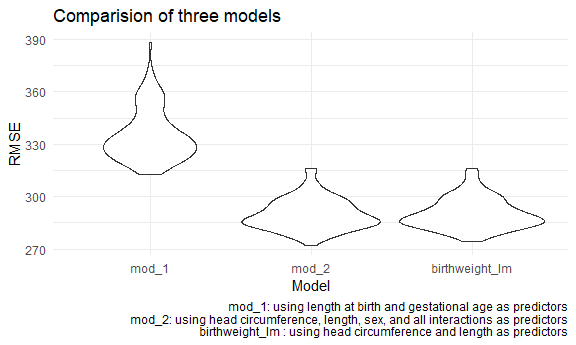 Comparision of three models
390
360
330
300
270
RMSE
mod_1 mod_2 birthweight_lm
Model
mod_1: using length at birth and gestational age as predictors
mod_2: using head circumference, length, sex, and all interactions as predictors
birthweight_lm : using head circumference and length as predictors